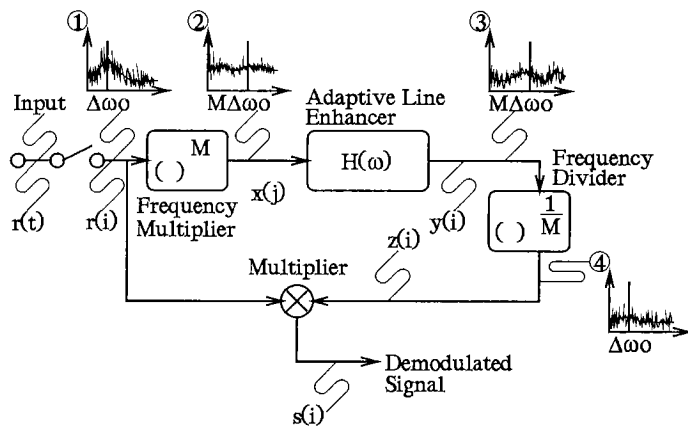 ①
②
③
Δωo
MΔωo
MΔωo
Input
Adaptive Line
Enhancer
( ) M
H(ω)
Frequency
Divider
r(t)
r(i)
Frequency
Multiplier
x(j)
y(i)
( ) 1/M
z(i)
④
Multiplier
Δωo
Demodulated
Signal
s(i)